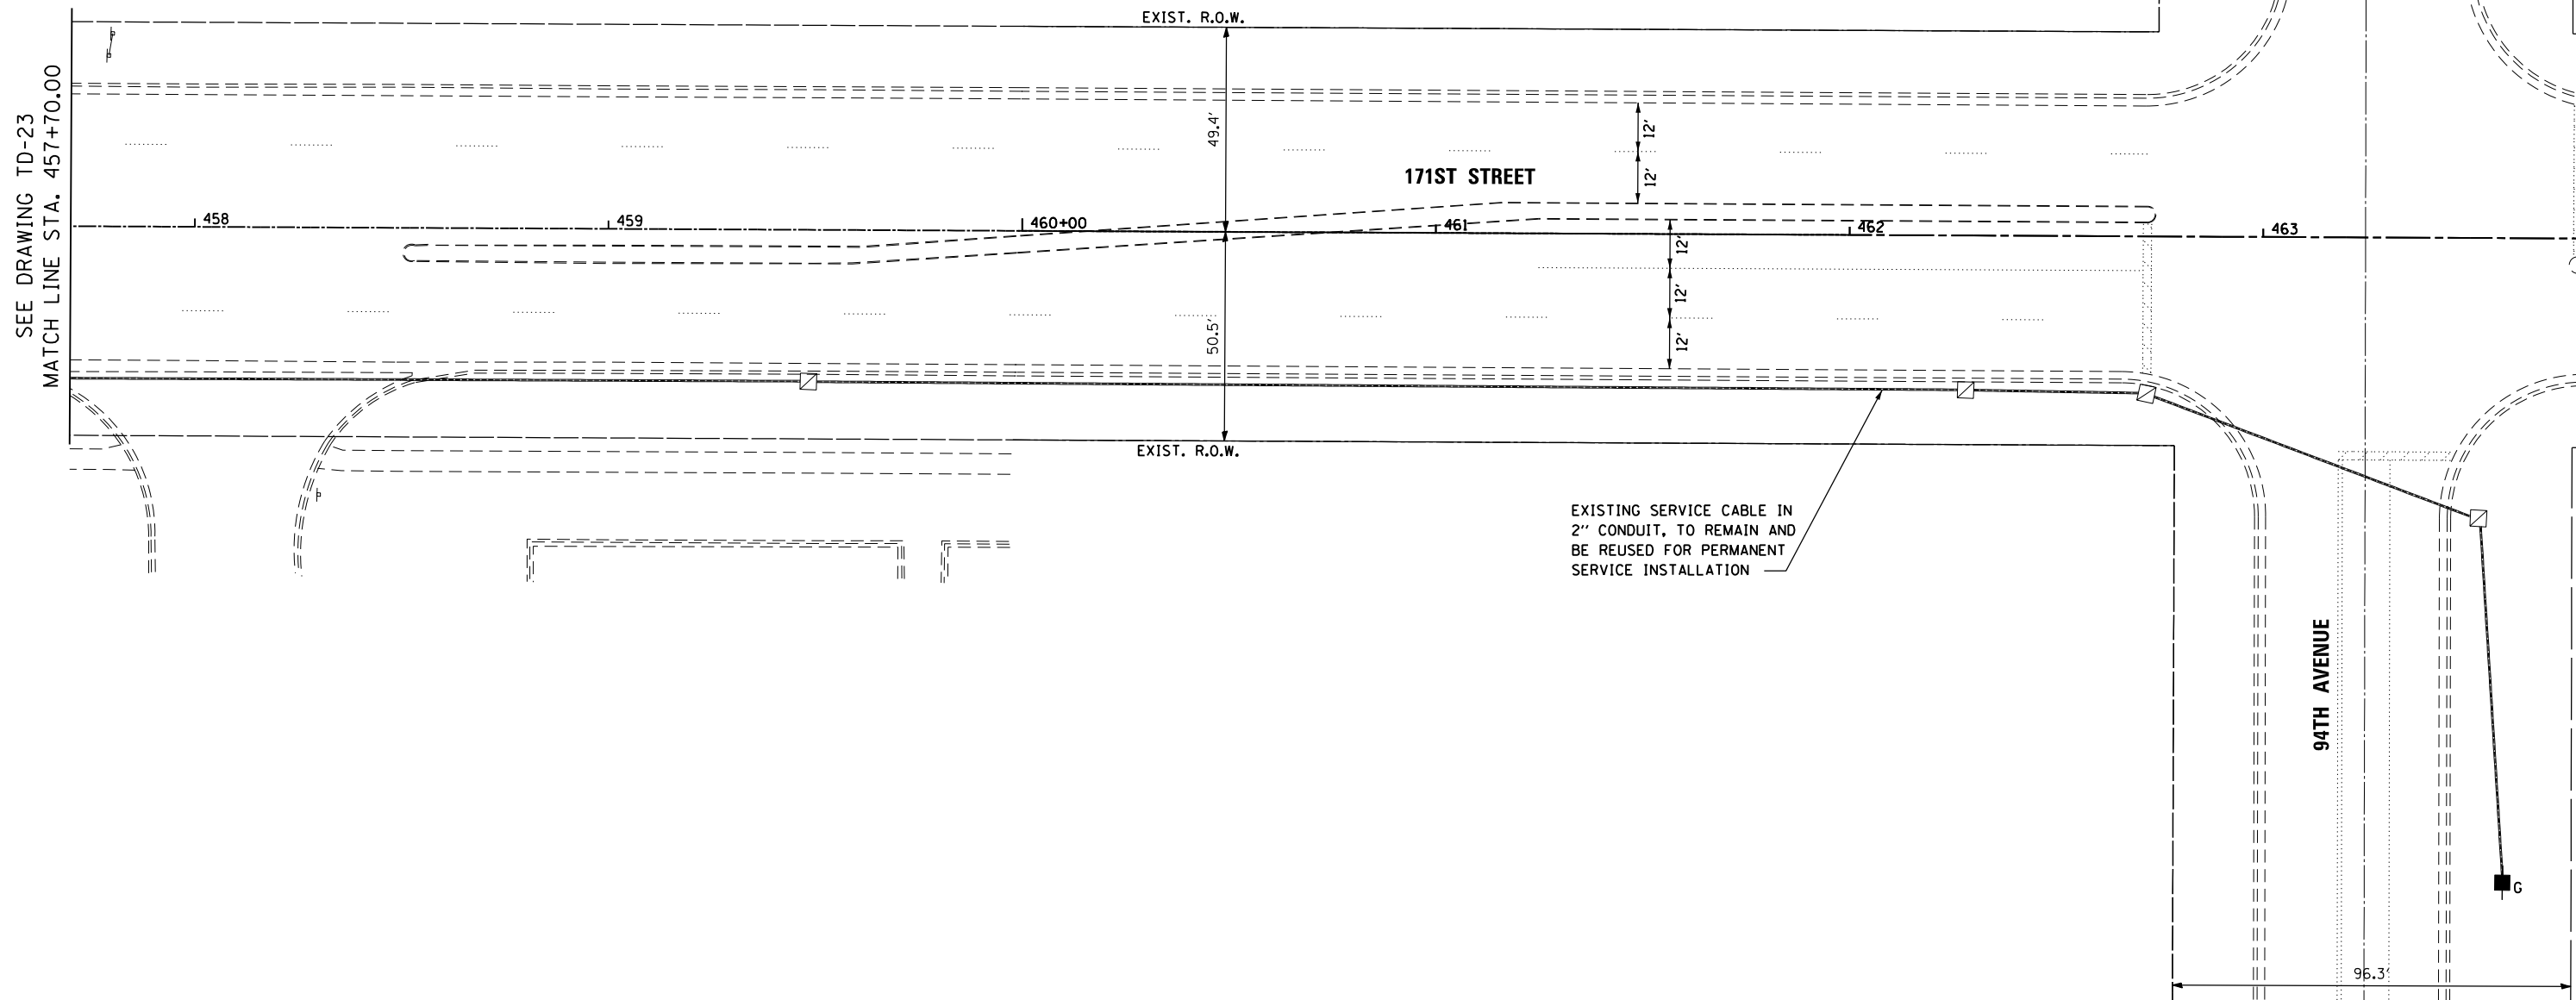 EXIST. R.O.W.
SEE DRAWING TD-23
MATCH LINE STA. 457+70.00
49.4'
12'
12'
171ST STREET
458
459
460+00
461
462
463
12'
12'
12'
50.5'
EXIST. R.O.W.
EXISTING SERVICE CABLE IN
2" CONDUIT, TO REMAIN AND
BE REUSED FOR PERMANENT
SERVICE INSTALLATION
94TH AVENUE
G
96.3'